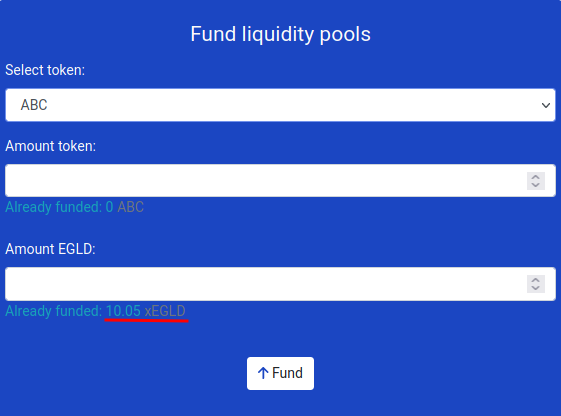 Fund liquidity pools
Select token:
ABC
Amount token:
Already funded: 0 ABC
Amount EGLD:
Already funded: 10.05 xEGLD
Fund